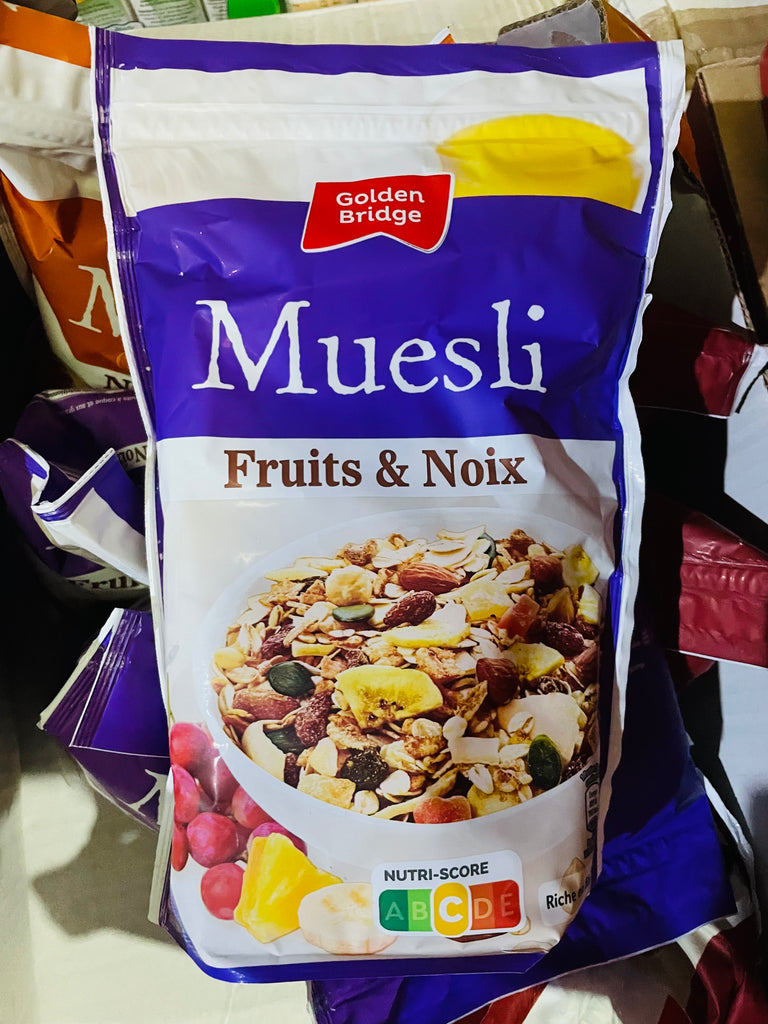 Golden
Bridge
Muesli
Fruits & Noix
NUTRI-SCORE
A B C D E
Riche